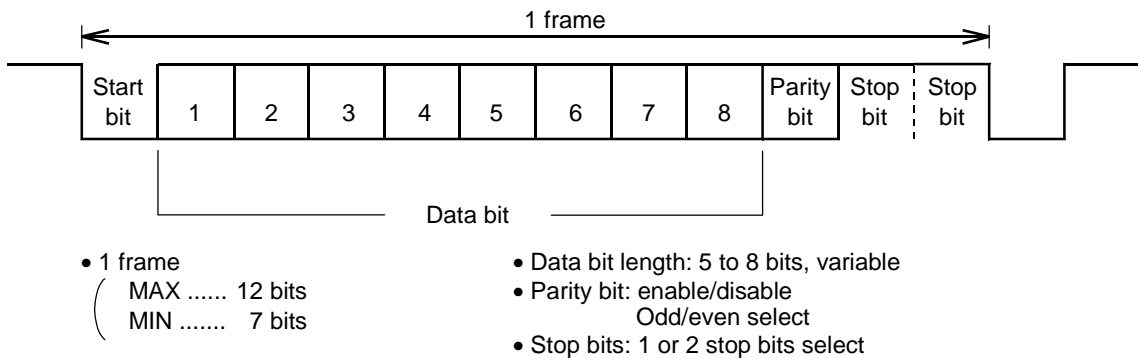 1 frame
Start bit
1 2 3 4 5 6 7 8
Parity bit
Stop bit
Stop bit
Data bit
• 1 frame
MAX ...... 12 bits
MIN ....... 7 bits
• Data bit length: 5 to 8 bits, variable
• Parity bit: enable/disable
Odd/even select
• Stop bits: 1 or 2 stop bits select